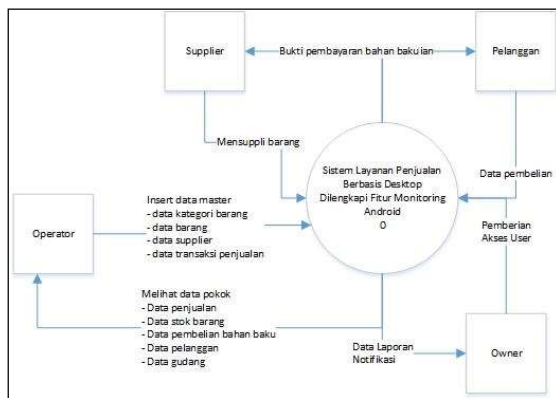 Supplier
Bukti pembayaran bahan bakuian
Pelanggan
Mensuppli barang
Sistem Layanan Penjualan
Berbasis Desktop
Dilengkapi Fitur Monitoring
Android
0
Data pembelian
Operator
Insert data master
- data kategori barang
- data barang
- data supplier
- data transaksi penjualan
Pemberian
Akses User
Melihat data pokok
- Data penjualan
- Data stok barang
- Data pembelian bahan baku
- Data pelanggan
- Data gudang
Data Laporan
Notifikasi
Owner